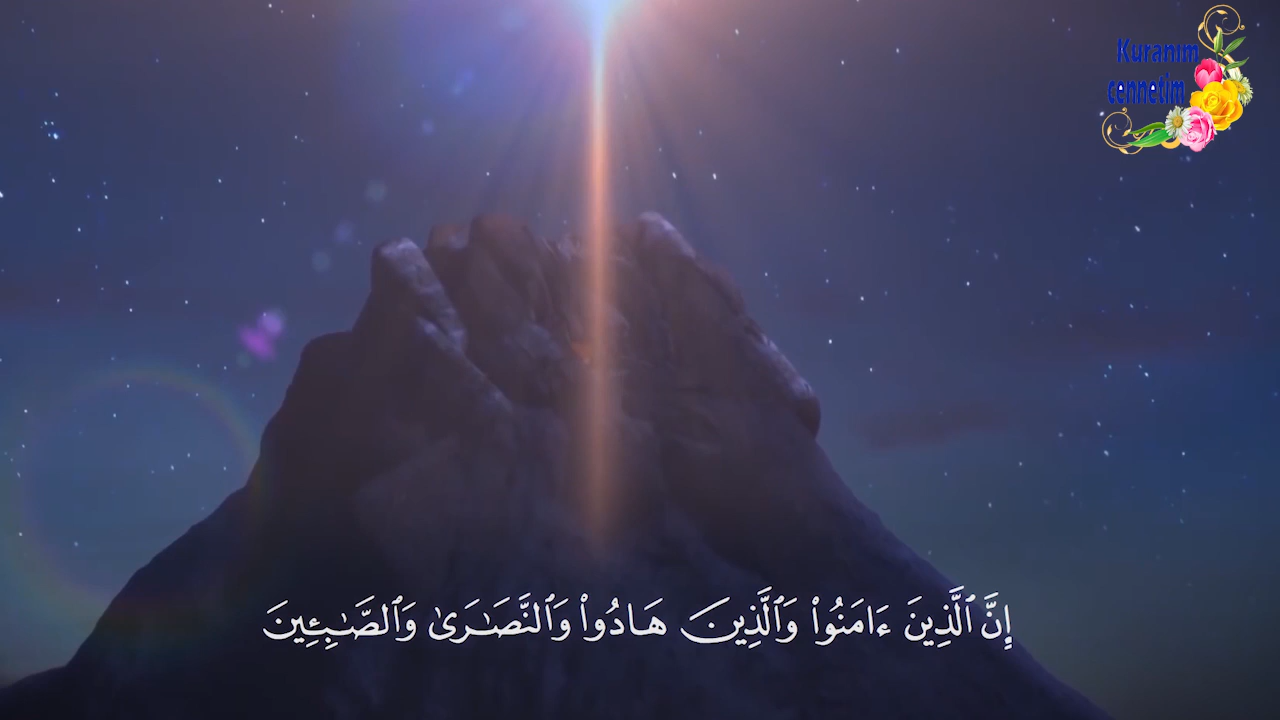 Kuranım
cennetim
إِنَّ ٱلَّذِينَ ءَامَنُوا۟ وَٱلَّذِينَ هَادُوا۟ وَٱلنَّصَـٰرَىٰ وَٱلصَّـٰبِـِٔينَ